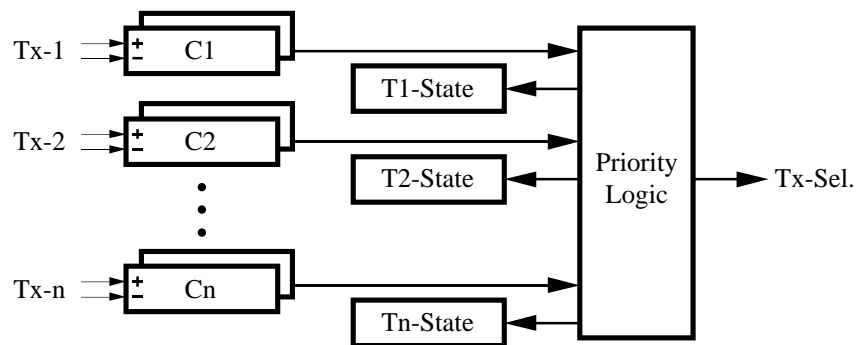 Tx-1
+
−
C1
T1-State
Tx-2
+
−
C2
T2-State
Priority
Logic
Tx-Sel.
Tx-n
+
−
Cn
Tn-State